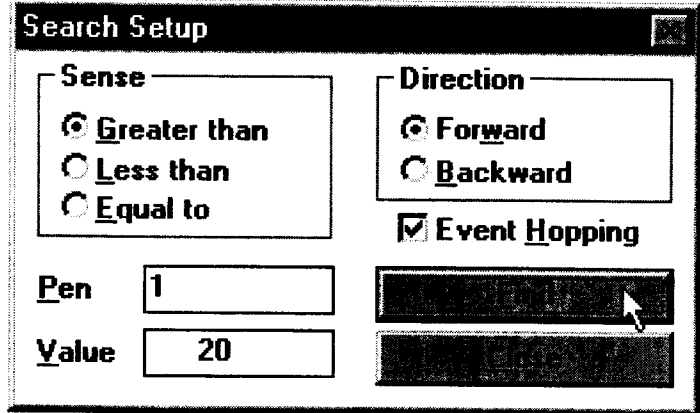 Search Setup
Sense
Greater than
Less than
Equal to
Direction
Forward
Backward
Event Hopping
Pen 1
Value 20